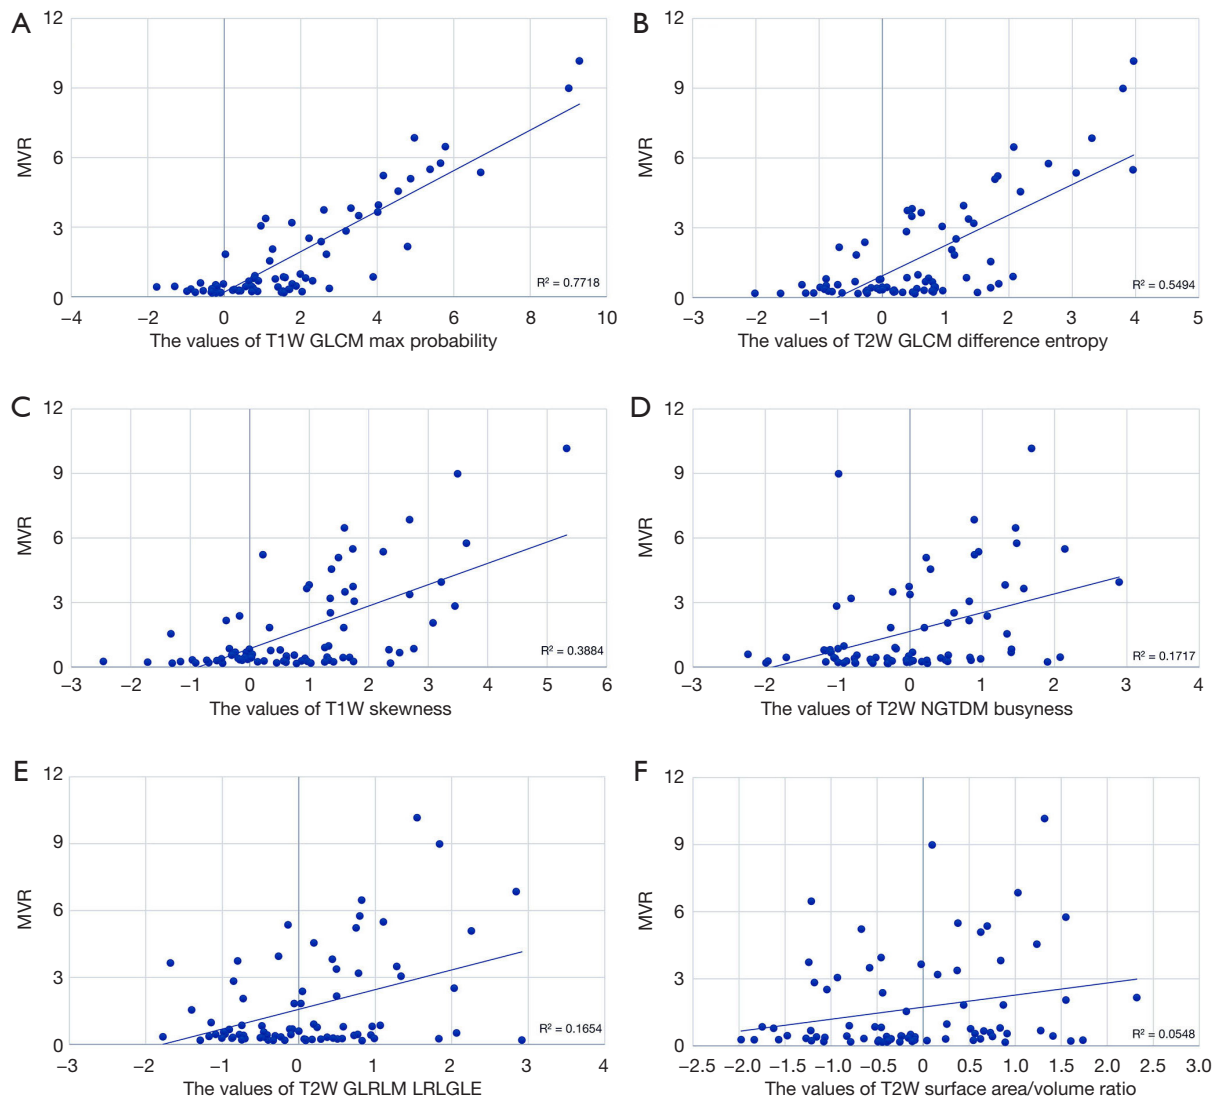 A
MVR
12
9
6
3
0
R² = 0.7718
−4 −2 0 2 4 6 8 10
The values of T1W GLCM max probability
B
MVR
12
9
6
3
0
R² = 0.5494
−3 −2 −1 0 1 2 3 4 5
The values of T2W GLCM difference entropy
C
MVR
12
9
6
3
0
R² = 0.3884
−3 −2 −1 0 1 2 3 4 5 6
The values of T1W skewness
D
MVR
12
9
6
3
0
R² = 0.1717
−3 −2 −1 0 1 2 3 4
The values of T2W NGTDM busyness
E
MVR
12
9
6
3
0
R² = 0.1654
−3 −2 −1 0 1 2 3 4
The values of T2W GLRLM LRLGLE
F
MVR
12
9
6
3
0
R² = 0.0548
−2.5 −2.0 −1.5 −1.0 −0.5 0 0.5 1.0 1.5 2.0 2.5 3.0
The values of T2W surface area/volume ratio